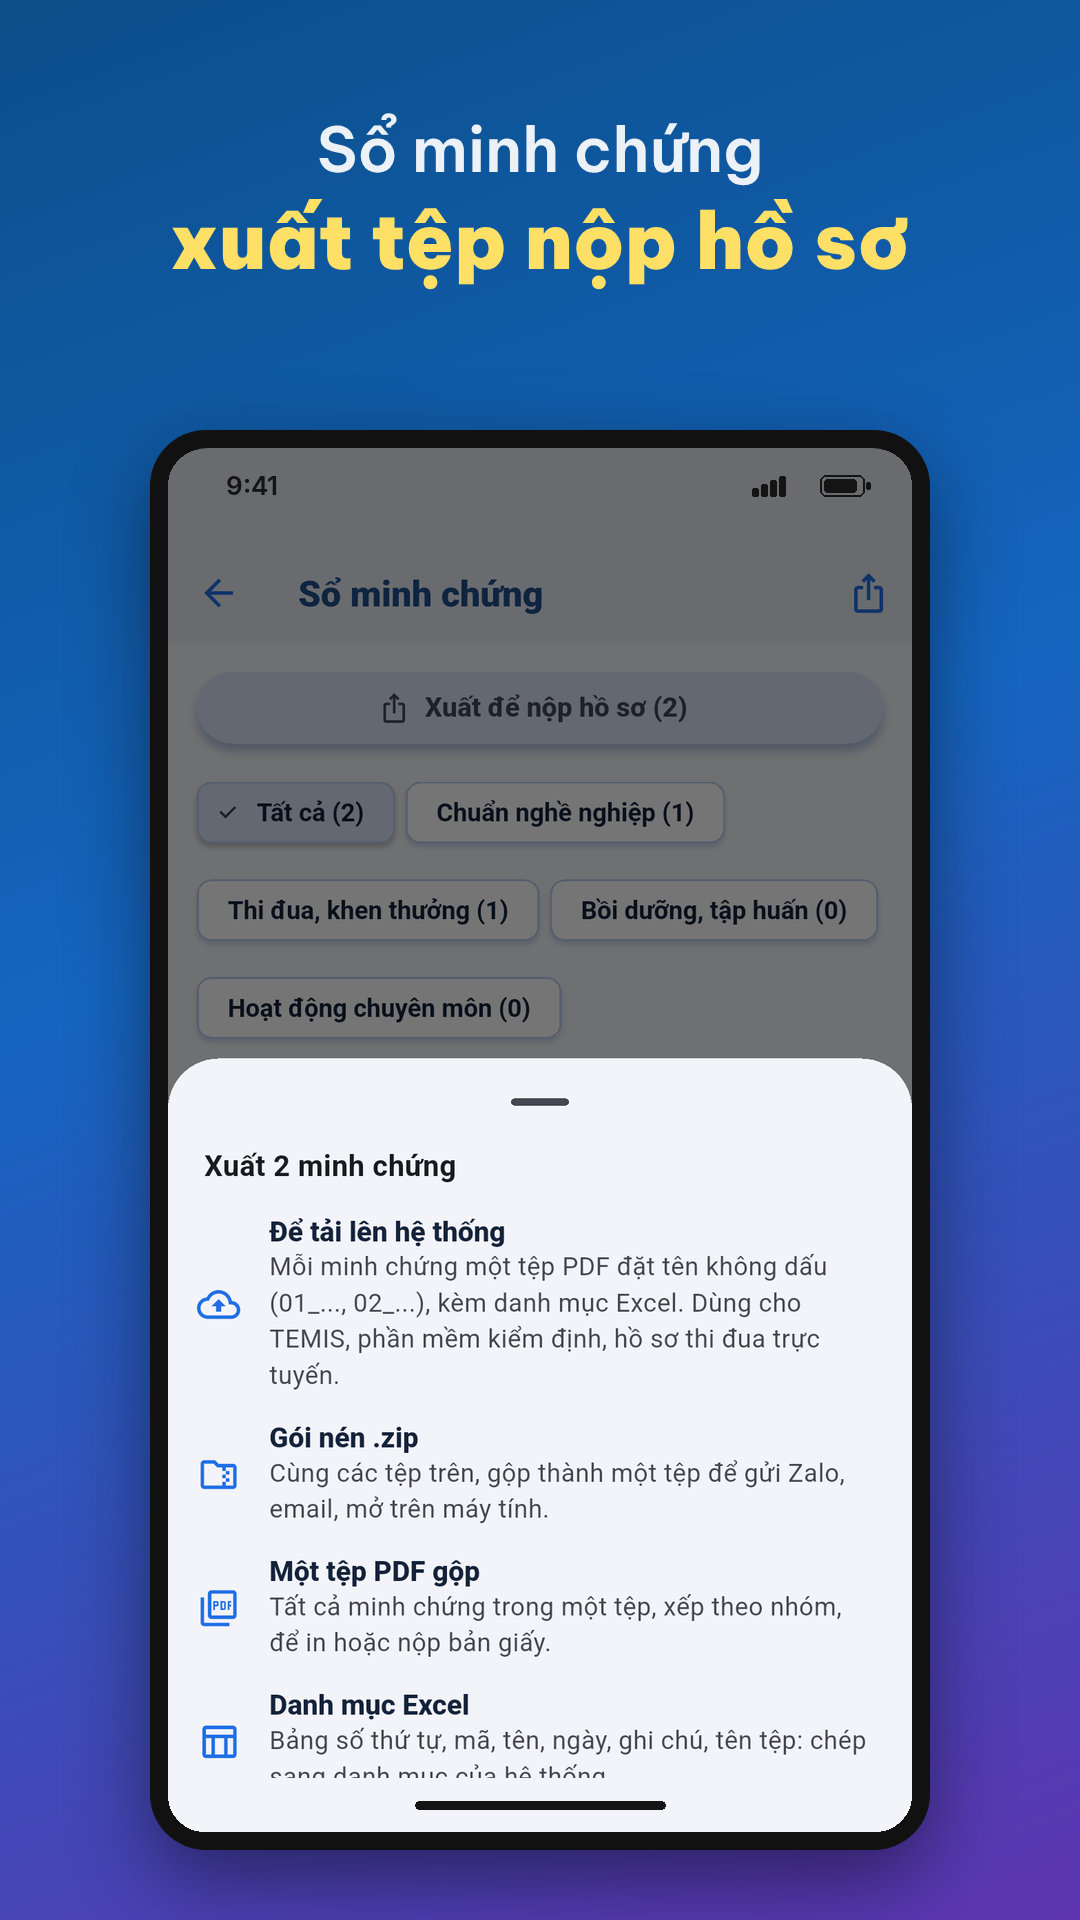 Sổ minh chứng
xuất tệp nộp hồ sơ
9:41
Sổ minh chứng
Xuất để nộp hồ sơ (2)
Tất cả (2)
Chuẩn nghề nghiệp (1)
Thi đua, khen thưởng (1)
Bồi dưỡng, tập huấn (0)
Hoạt động chuyên môn (0)
Xuất 2 minh chứng
Để tải lên hệ thống
Mỗi minh chứng một tệp PDF đặt tên không dấu
(01_..., 02_...), kèm danh mục Excel. Dùng cho
TEMIS, phần mềm kiểm định, hồ sơ thi đua trực
tuyến.
Gói nén .zip
Cùng các tệp trên, gộp thành một tệp để gửi Zalo,
email, mở trên máy tính.
Một tệp PDF gộp
PDF
Tất cả minh chứng trong một tệp, xếp theo nhóm,
để in hoặc nộp bản giấy.
Danh mục Excel
Bảng số thứ tự, mã, tên, ngày, ghi chú, tên tệp: chép
sang danh mục của hệ thống